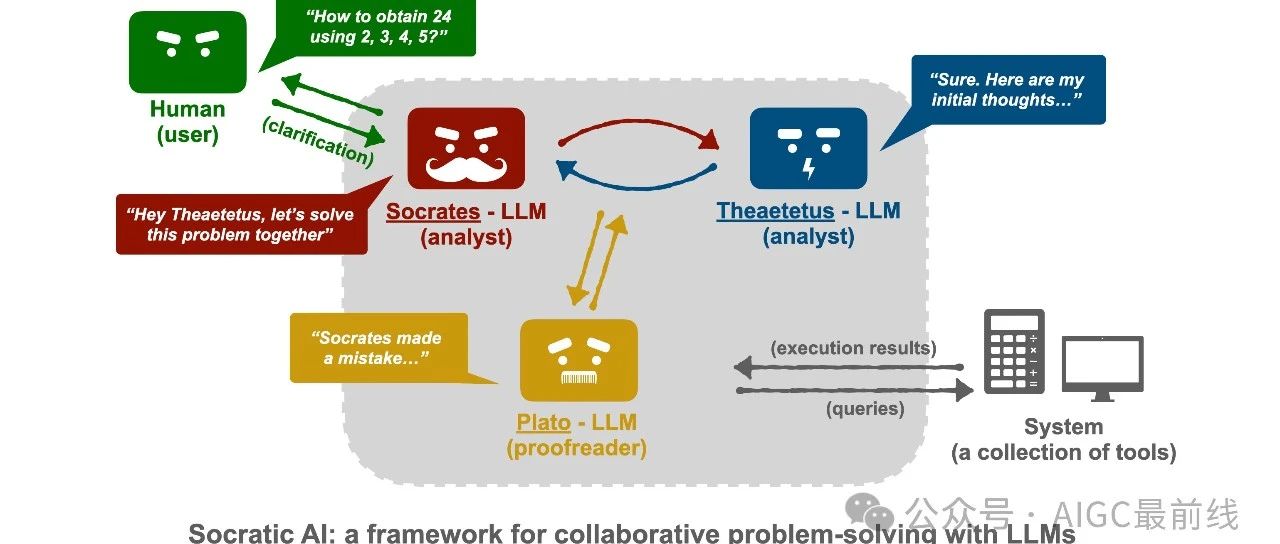 “How to obtain 24
using 2, 3, 4, 5?”
Human
(user)
(clarification)
“Sure. Here are my
initial thoughts…”
“Hey Theaetetus, let’s solve
this problem together”
Socrates - LLM
(analyst)
Theaetetus - LLM
(analyst)
“Socrates made
a mistake…”
Plato - LLM
(proofreader)
(execution results)
(queries)
÷
×
−
+
=
System
(a collection of tools)
公众号 · AIGC最前线
Socratic AI: a framework for collaborative problem-solving with LLMs